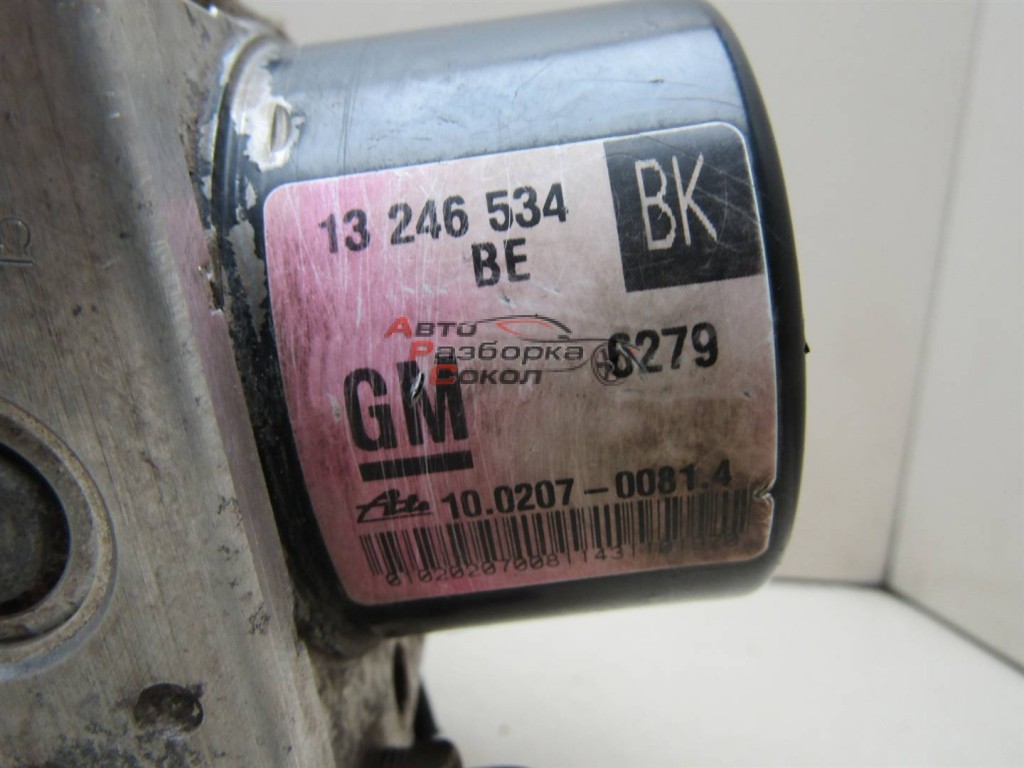 13 246 534
BE
BK
Авто
Разборка
Сокол
6279
GM
Ate 10.0207-0081.4